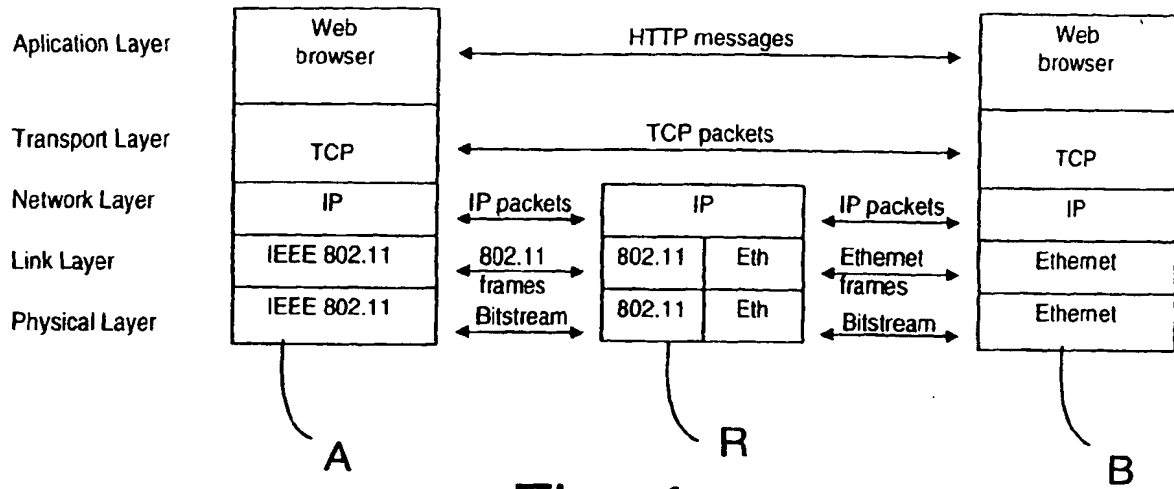 Aplication Layer
Web
browser
HTTP messages
Web
browser
Transport Layer
TCP
TCP packets
TCP
Network Layer
IP
IP packets
IP
IP packets
IP
Link Layer
IEEE 802.11
802.11
frames
802.11
Eth
Ethernet
frames
Ethernet
Physical Layer
IEEE 802.11
Bitstream
802.11
Eth
Bitstream
Ethernet
A
R
B